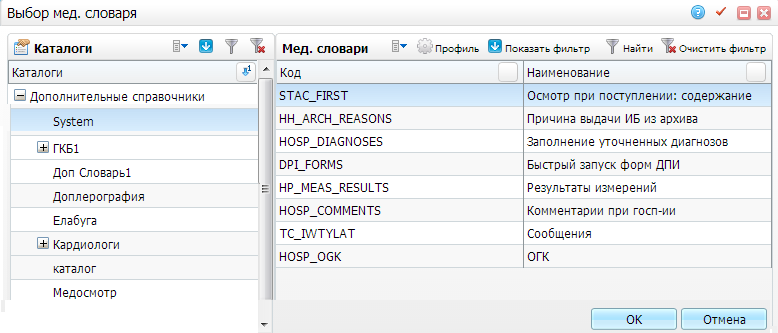 Выбор мед. словаря
Каталоги
Каталоги
Дополнительные справочники
System
ГКБ1
Доп Словарь1
Доплерография
Елабуга
Кардиологи
каталог
Медосмотр
Мед. словари Профиль Показать фильтр Найти Очистить фильтр
Код Наименование
STAC_FIRST Осмотр при поступлении: содержание
HH_ARCH_REASONS Причина выдачи ИБ из архива
HOSP_DIAGNOSES Заполнение уточненных диагнозов
DPI_FORMS Быстрый запуск форм ДПИ
HP_MEAS_RESULTS Результаты измерений
HOSP_COMMENTS Комментарии при госп-ии
TC_IWTYLAT Сообщения
HOSP_OGK ОГК
OK Отмена